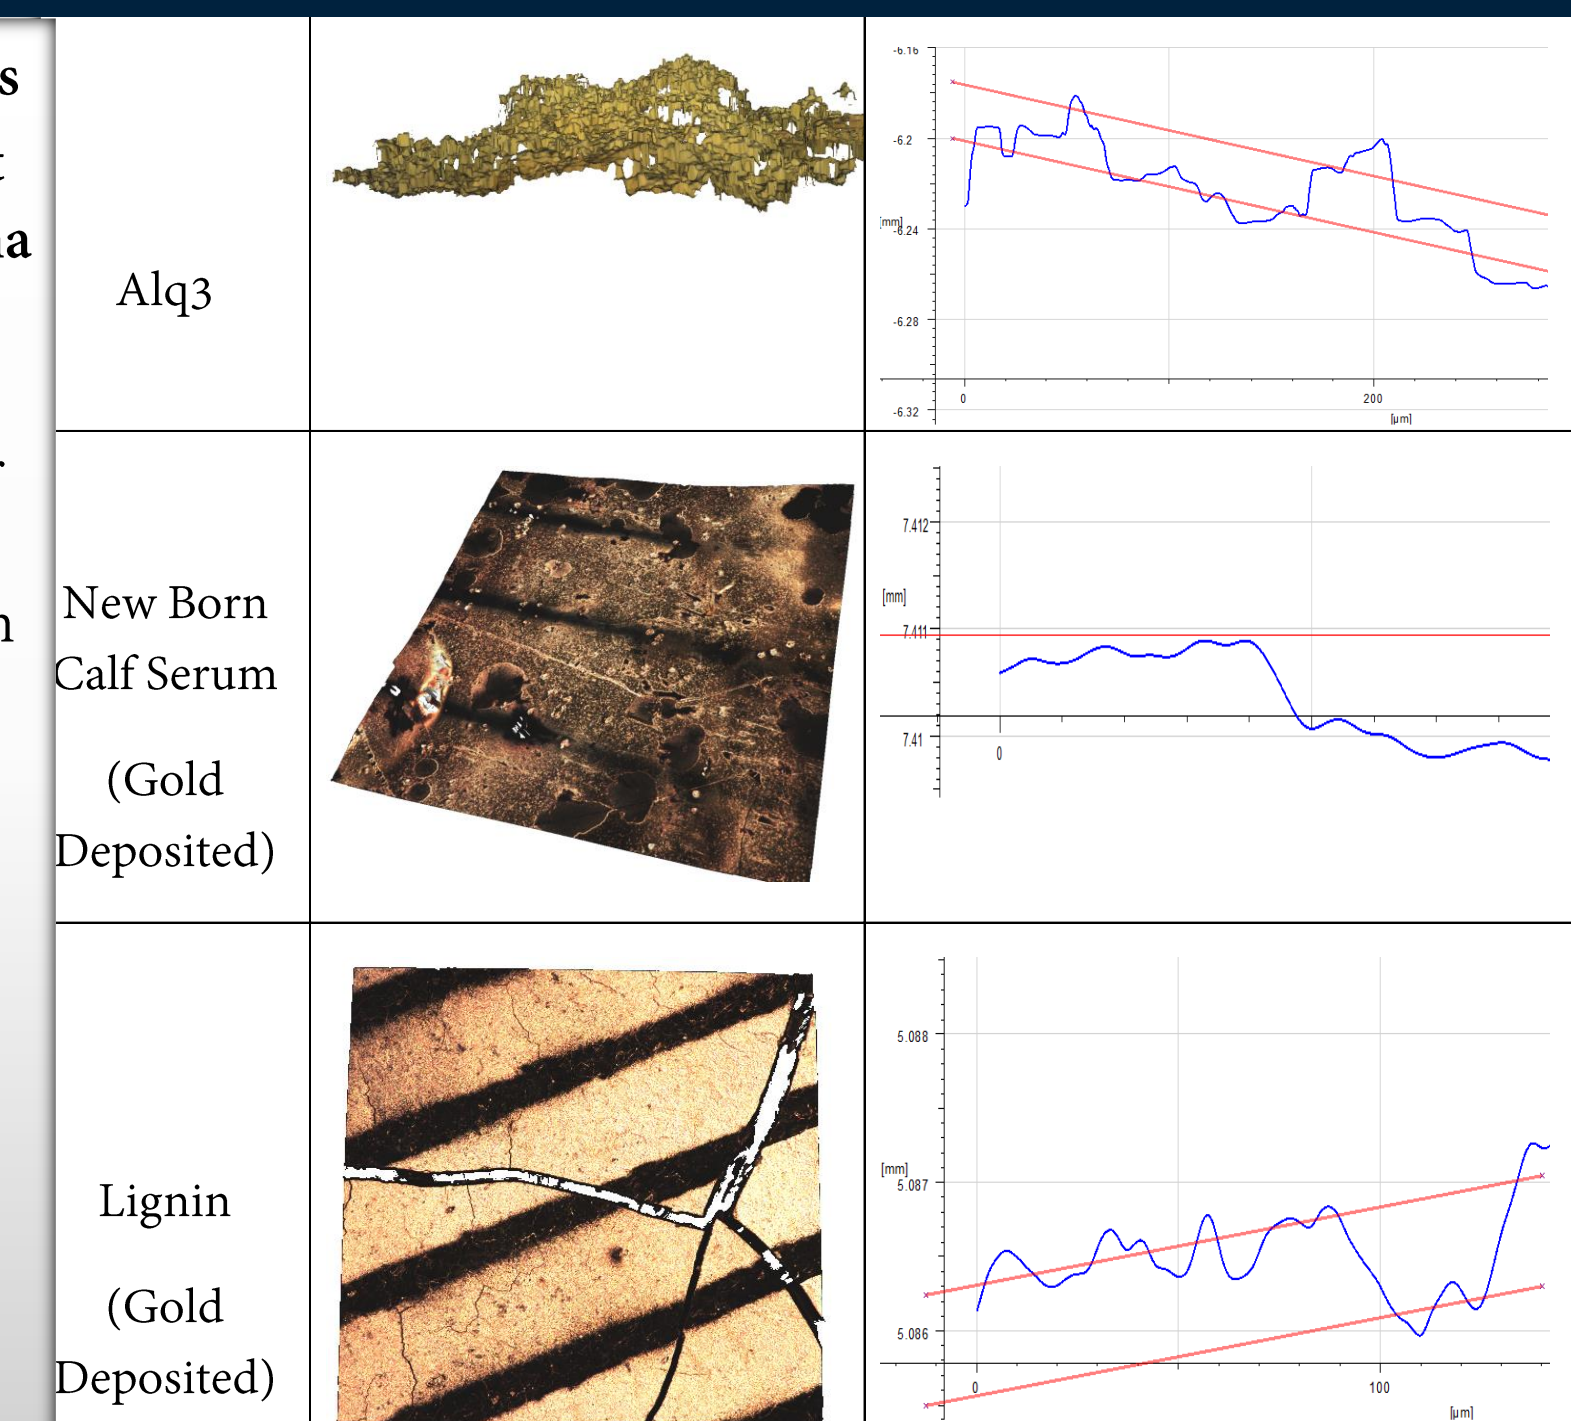 s
t
na
r
n
Alq3
-6.16
-6.2
[mm]
-6.24
-6.28
-6.32
0
200
[µm]
New Born
Calf Serum
(Gold
Deposited)
7.412
[mm]
7.411
7.41
0
Lignin
(Gold
Deposited)
5.088
[mm]
5.087
5.086
0
100
[µm]